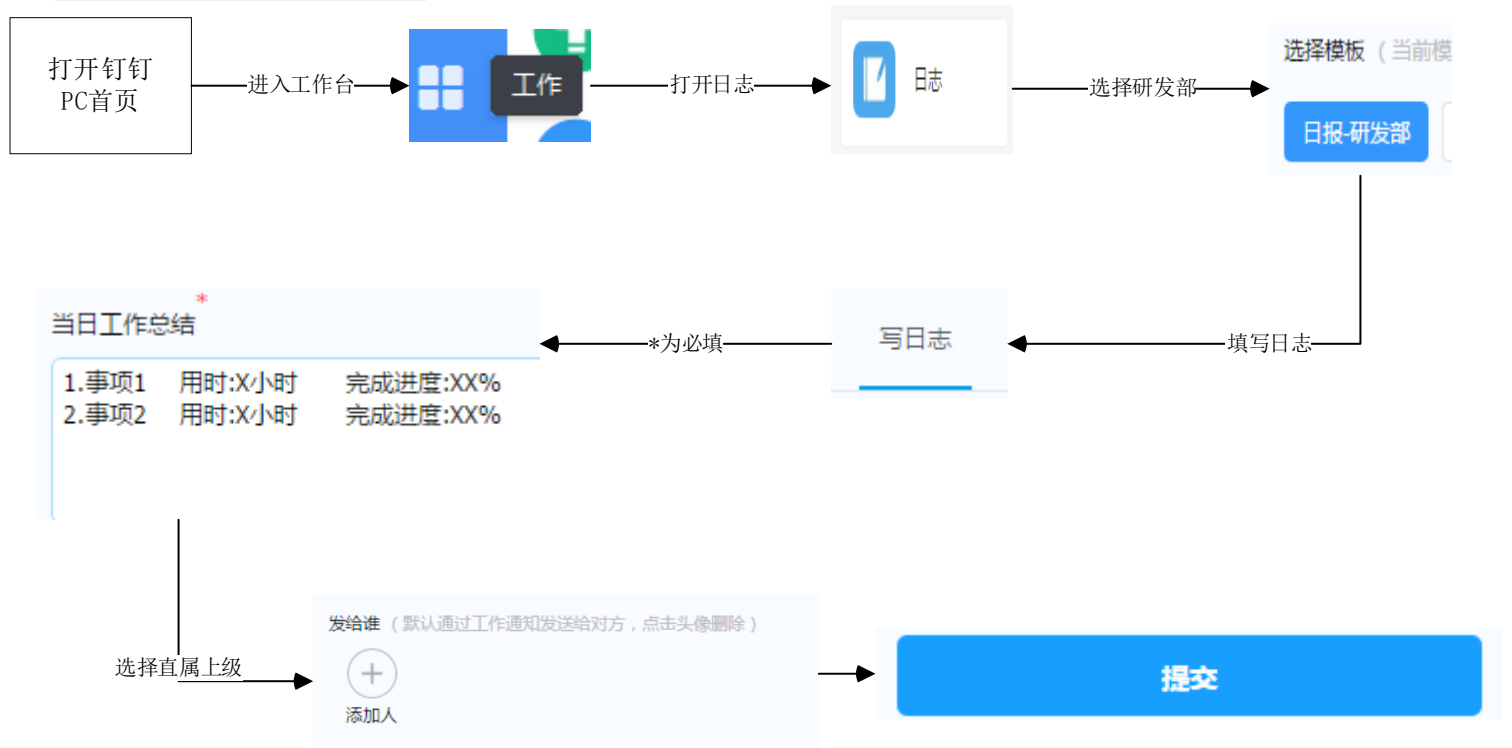 打开钉钉
PC首页
进入工作台
工作
打开日志
日志
选择研发部
选择模板（当前模
日报-研发部
填写日志
写日志
*为必填
当日工作总结*
1.事项1 用时:X小时 完成进度:XX%
2.事项2 用时:X小时 完成进度:XX%
选择直属上级
发给谁（默认通过工作通知发送给对方，点击头像删除）
添加人
提交